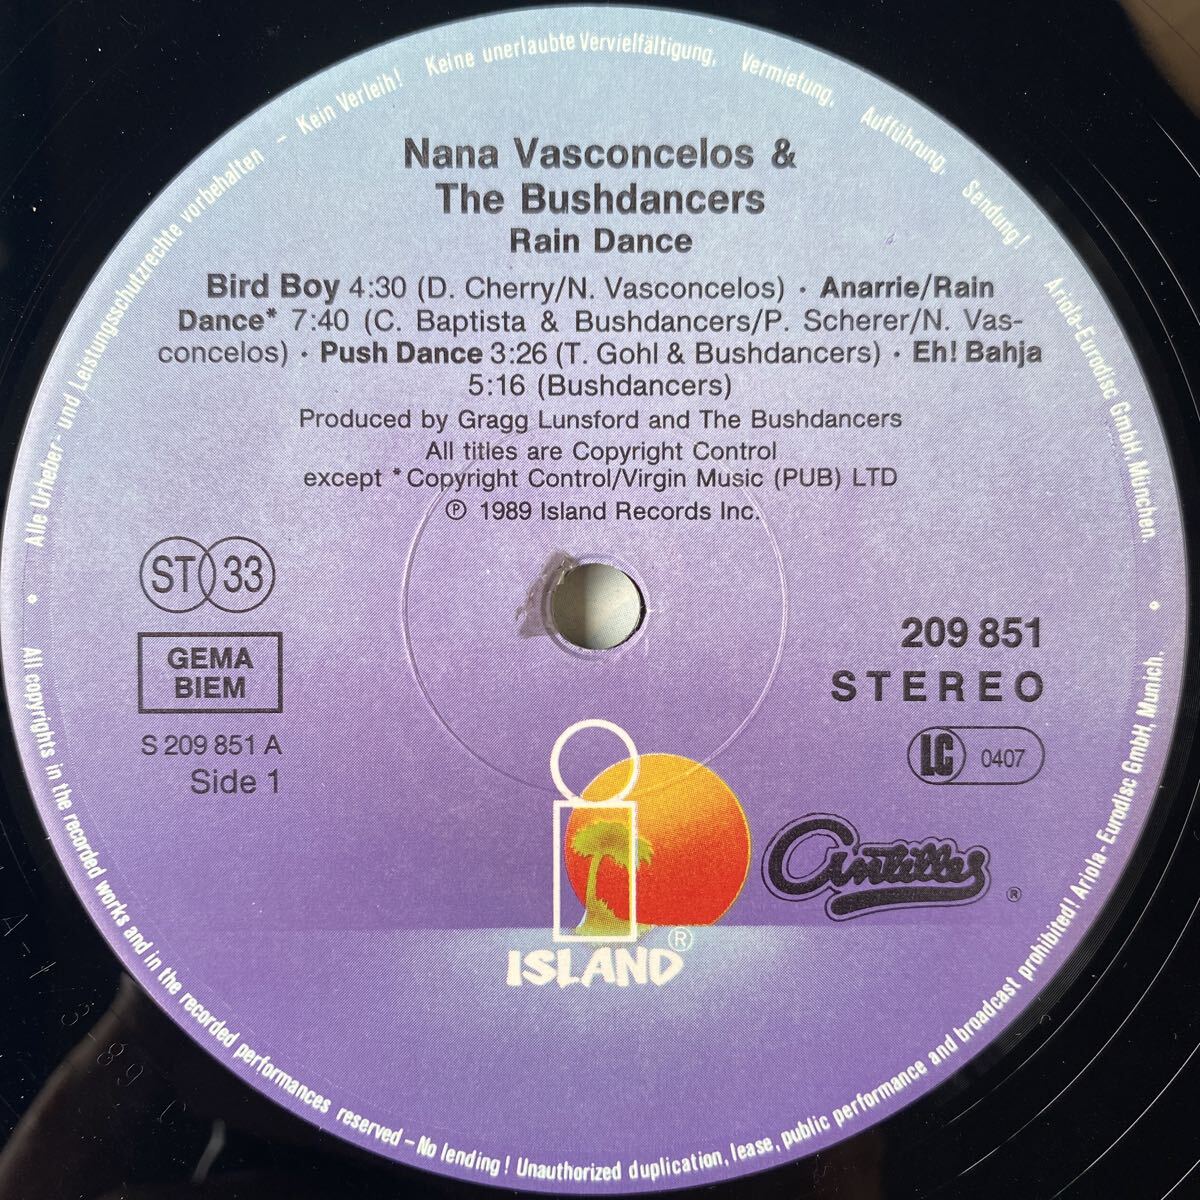 Nana Vasconcelos &
The Bushdancers
Rain Dance
Bird Boy 4:30 (D. Cherry/N. Vasconcelos) · Anarrie/Rain
Dance* 7:40 (C. Baptista & Bushdancers/P. Scherer/N. Vas-
concelos) · Push Dance 3:26 (T. Gohl & Bushdancers) · Eh! Bahja
5:16 (Bushdancers)
Produced by Gragg Lunsford and The Bushdancers
All titles are Copyright Control
except * Copyright Control/Virgin Music (PUB) LTD
℗ 1989 Island Records Inc.
ST 33
GEMA
BIEM
S 209 851 A
Side 1
209 851
STEREO
LC 0407
i
ISLAND ®
Antilles ®
Alle Urheber- und Leistungsschutzrechte vorbehalten – Kein Verleih! Keine unerlaubte Vervielfältigung, Vermietung, Aufführung, Sendung! Ariola-Eurodisc GmbH, München.
• All copyrights in the recorded works and in the recorded performances reserved – No lending! Unauthorized duplication, lease, public performance and broadcast prohibited! Ariola-Eurodisc GmbH, Munich. •